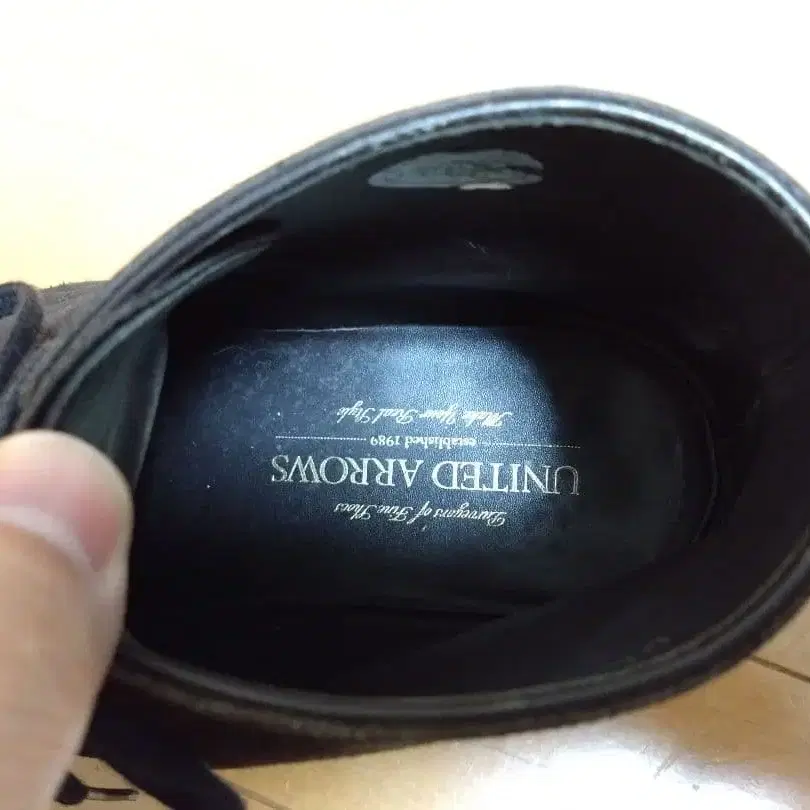 Purveyors of Fine Shoes
UNITED ARROWS
established 1989
Make Your Real Style